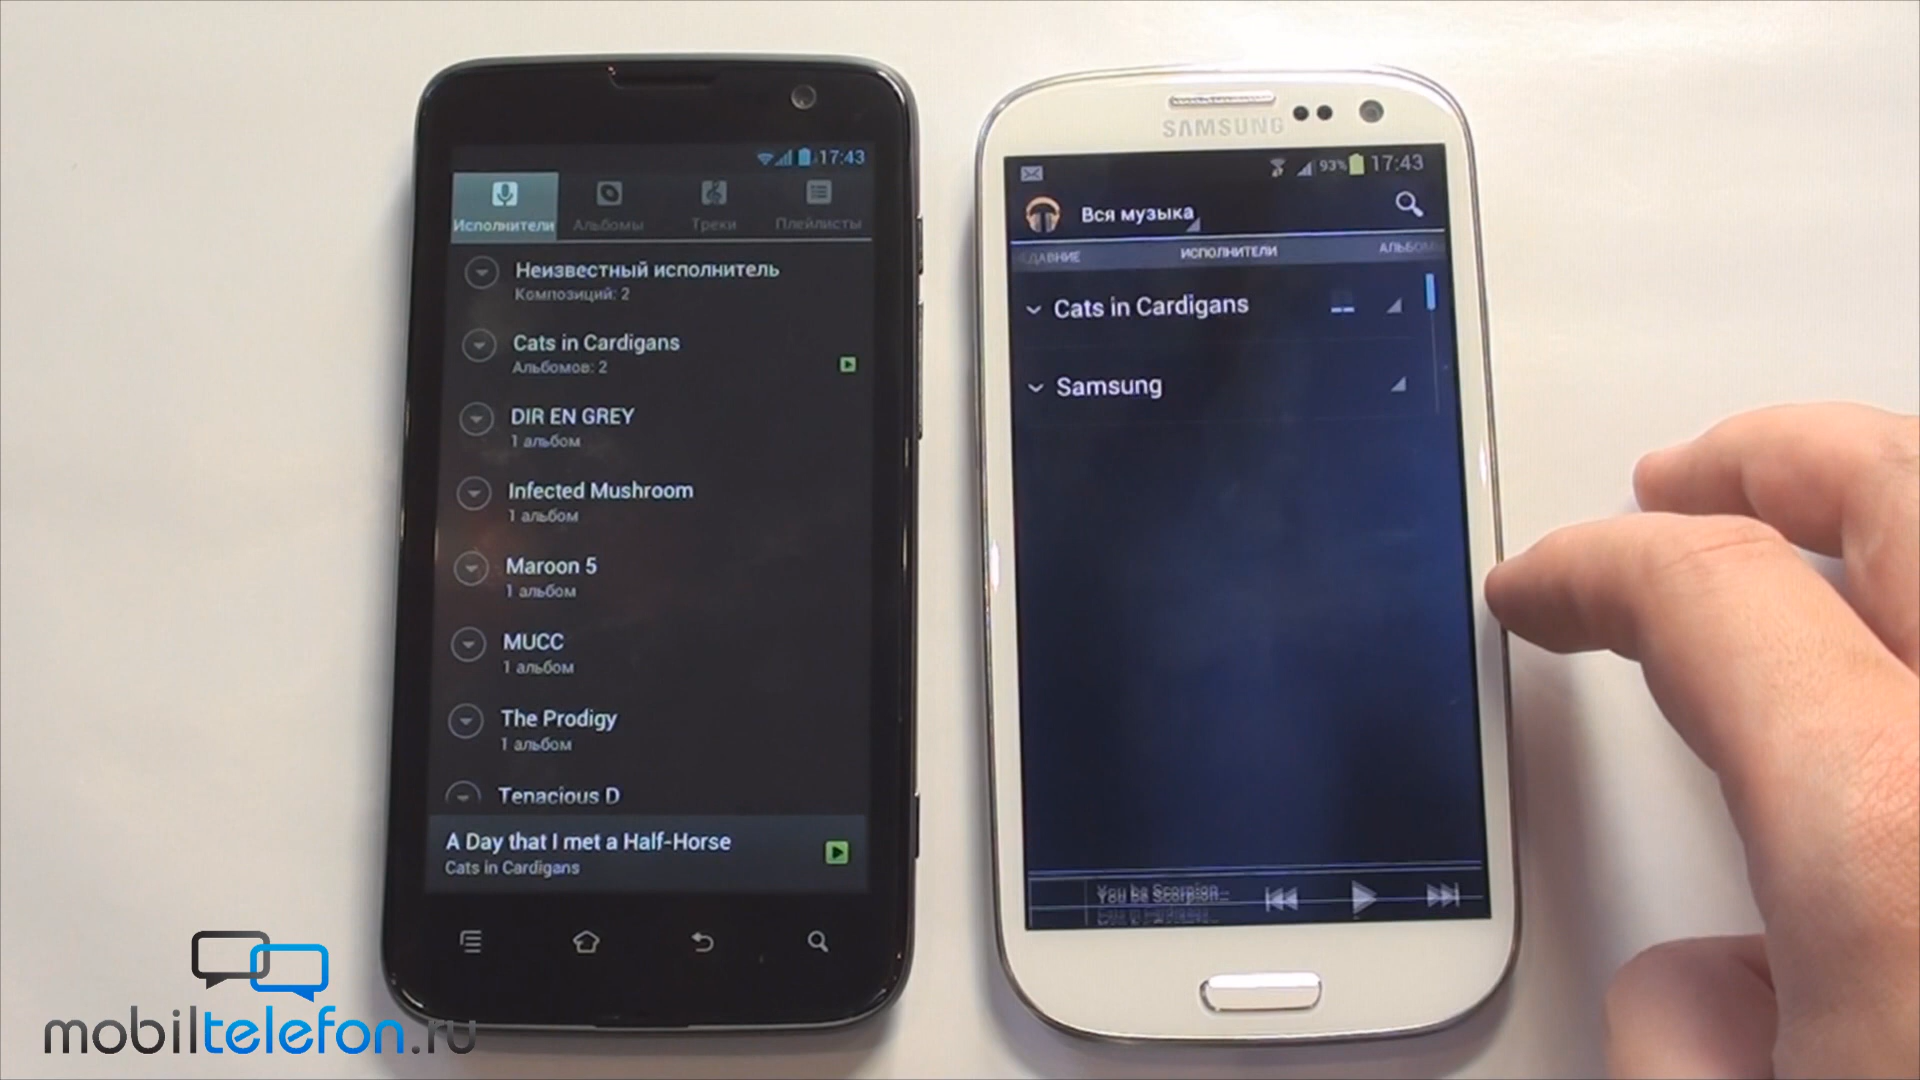 17:43
Исполнители
Альбомы
Треки
Плейлисты
Неизвестный исполнитель
Композиций: 2
Cats in Cardigans
Альбомов: 2
DIR EN GREY
1 альбом
Infected Mushroom
1 альбом
Maroon 5
1 альбом
MUCC
1 альбом
The Prodigy
1 альбом
Tenacious D
A Day that I met a Half-Horse
Cats in Cardigans
SAMSUNG
93% 17:43
Вся музыка
ИСПОЛНИТЕЛИ
Cats in Cardigans
Samsung
You be Scorpion...
mobiltelefon.ru